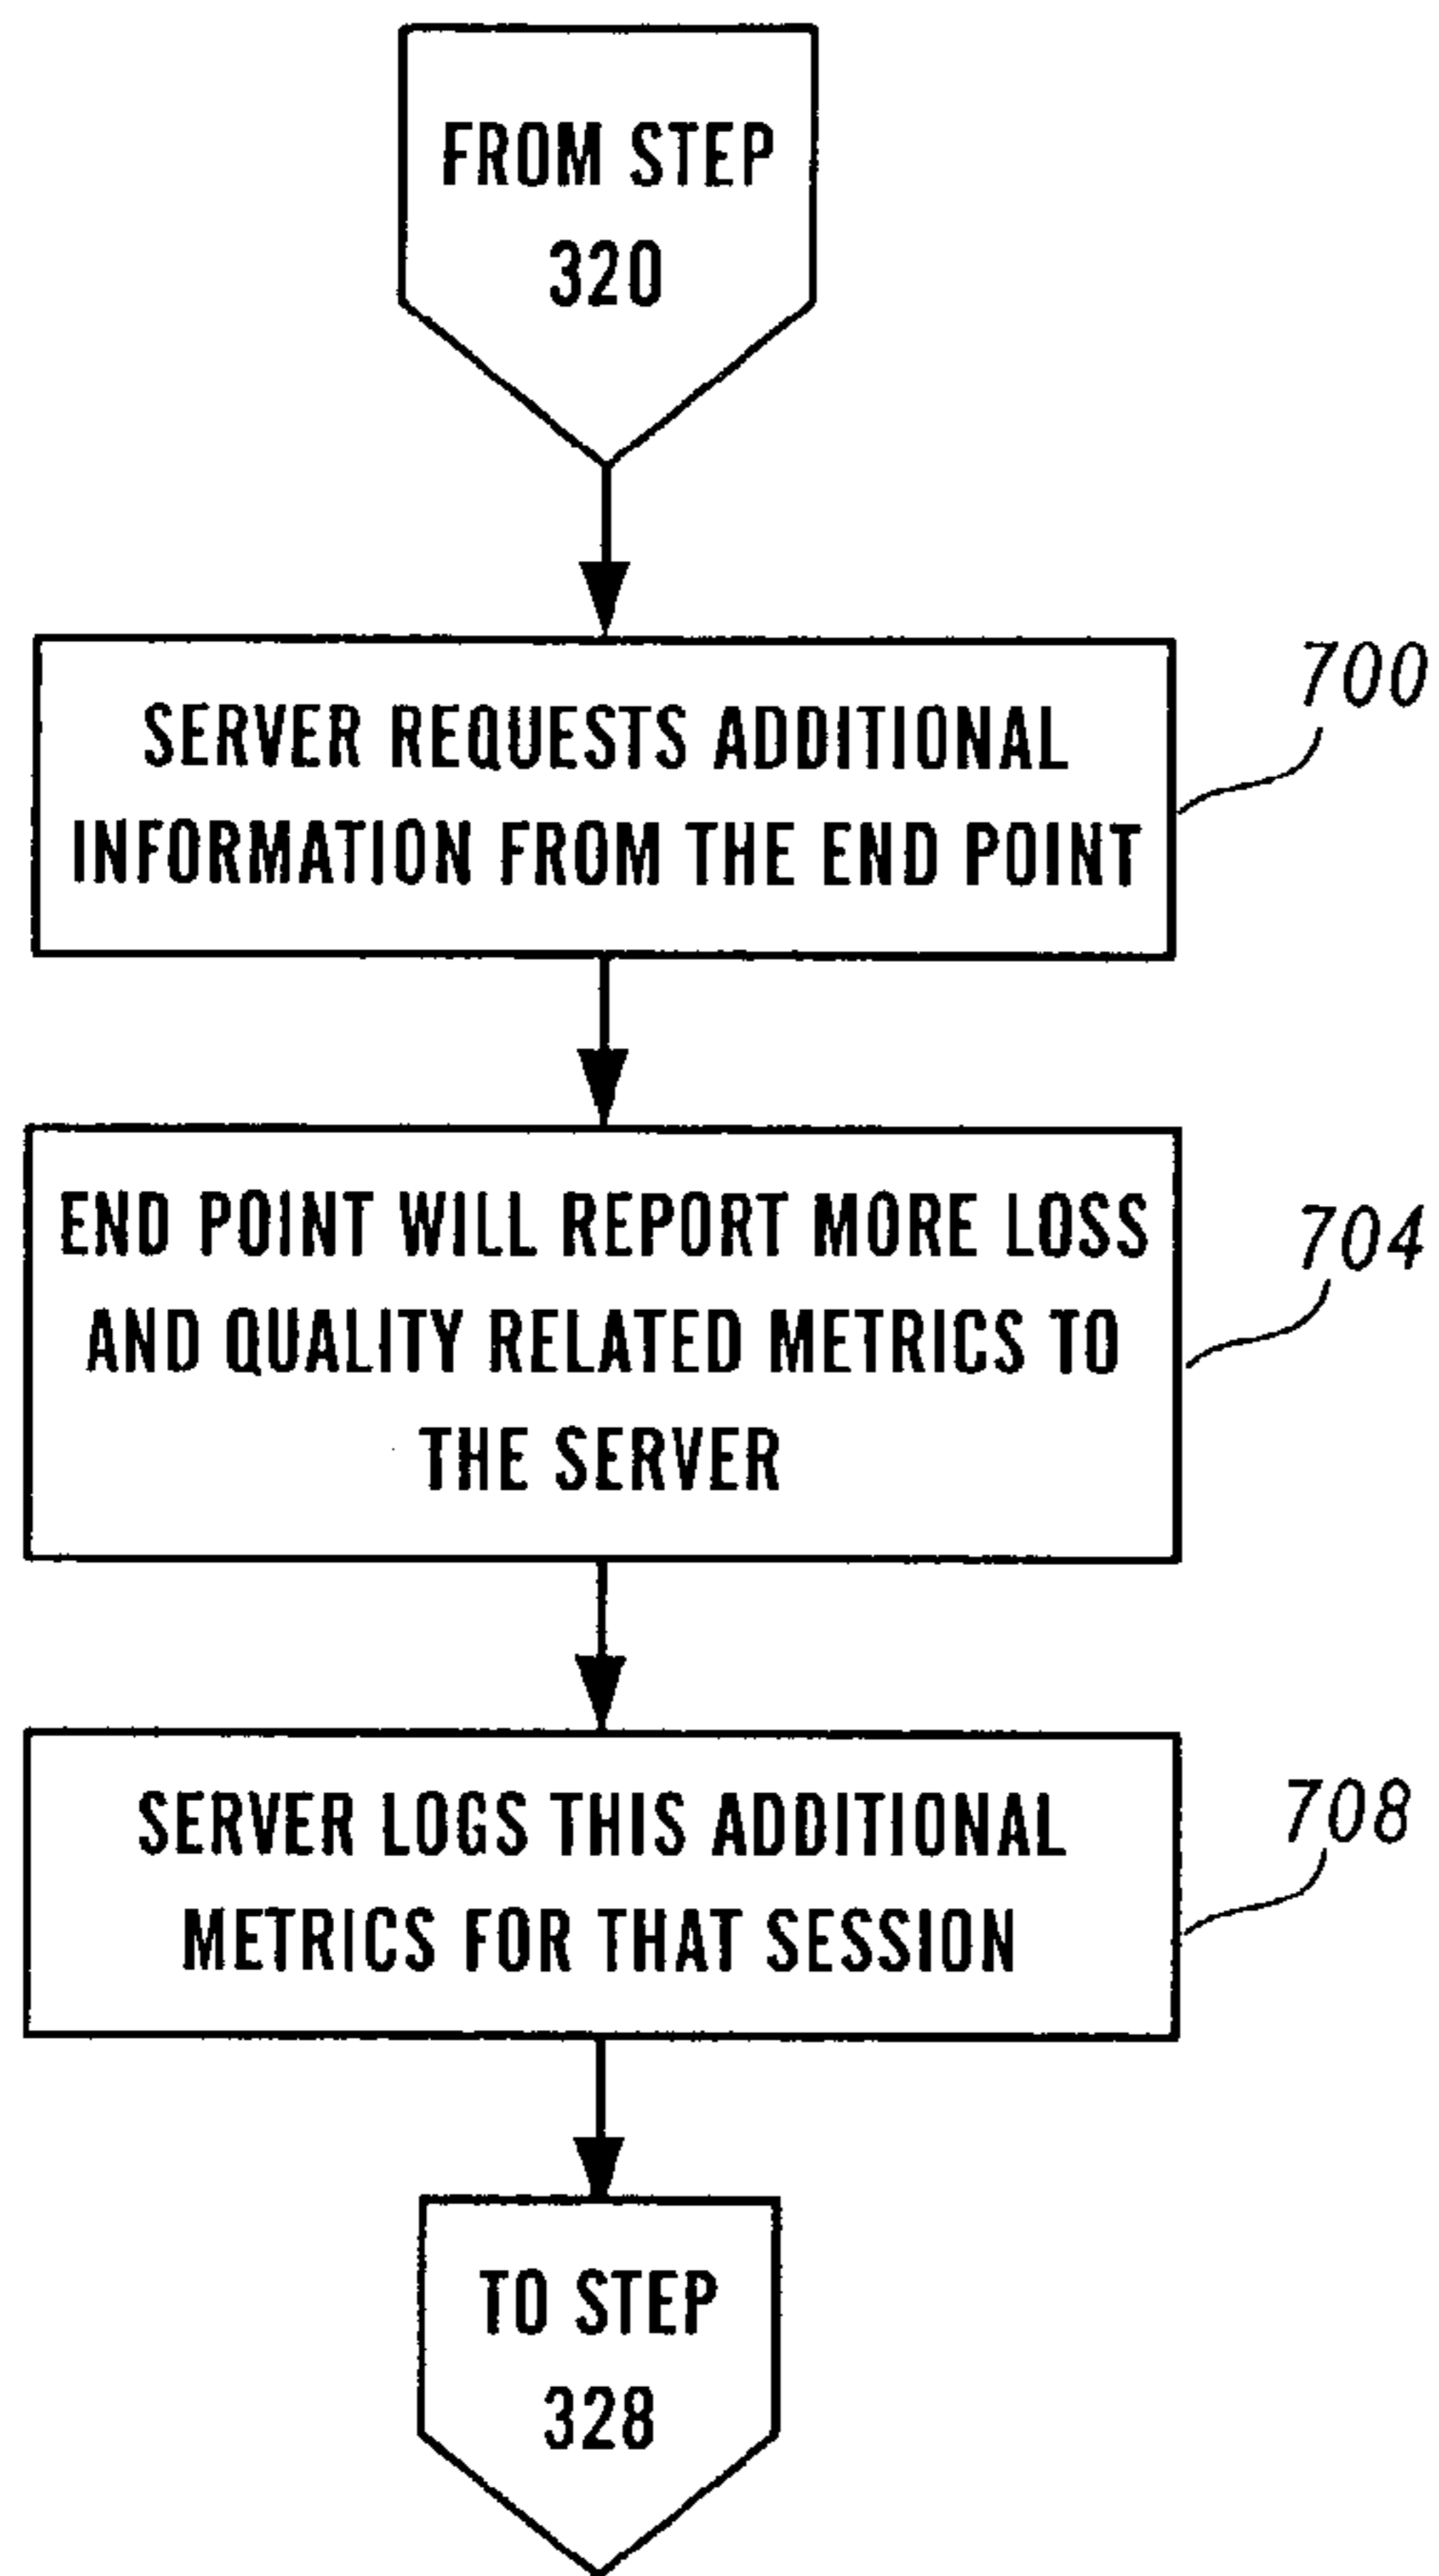 FROM STEP
320
SERVER REQUESTS ADDITIONAL
INFORMATION FROM THE END POINT
700
END POINT WILL REPORT MORE LOSS
AND QUALITY RELATED METRICS TO
THE SERVER
704
SERVER LOGS THIS ADDITIONAL
METRICS FOR THAT SESSION
708
TO STEP
328